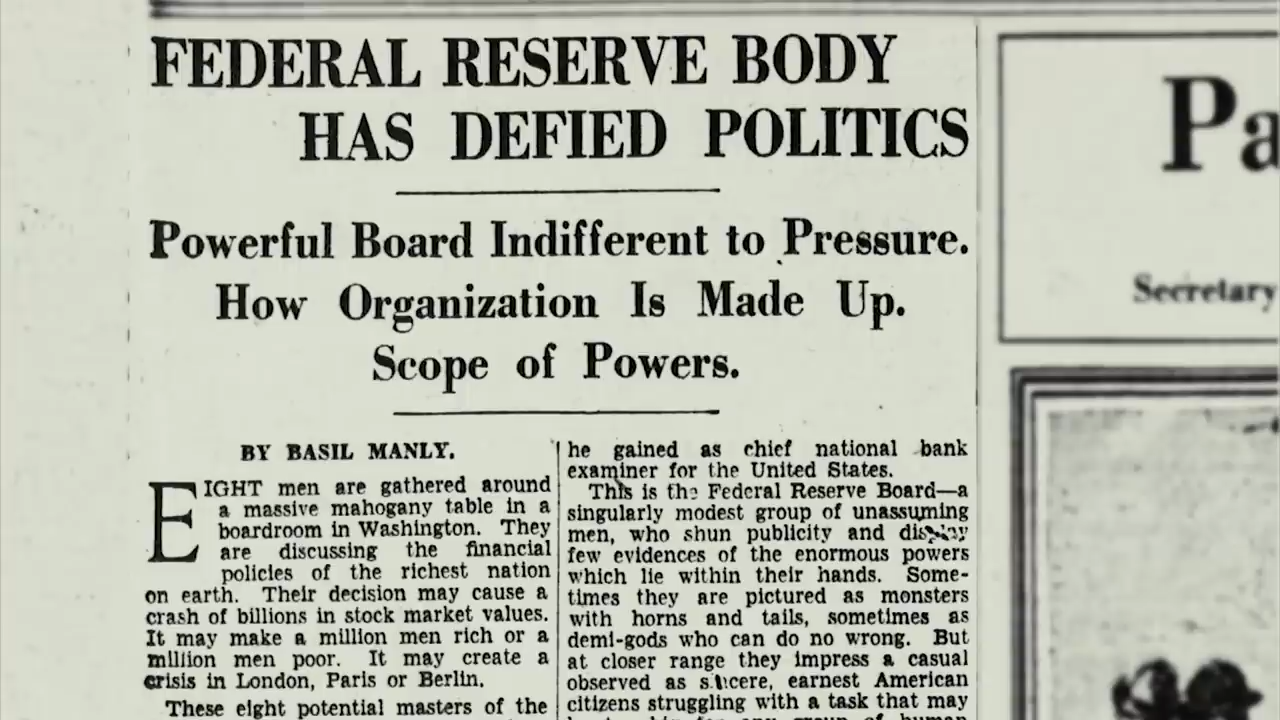 FEDERAL RESERVE BODY
HAS DEFIED POLITICS
Powerful Board Indifferent to Pressure.
How Organization Is Made Up.
Scope of Powers.
BY BASIL MANLY.
EIGHT men are gathered around
a massive mahogany table in a
boardroom in Washington. They
are discussing the financial
policies of the richest nation
on earth. Their decision may cause a
crash of billions in stock market values.
It may make a million men rich or a
million men poor. It may create a
crisis in London, Paris or Berlin.
These eight potential masters of the
he gained as chief national bank
examiner for the United States.
This is the Federal Reserve Board—a
singularly modest group of unassuming
men, who shun publicity and display
few evidences of the enormous powers
which lie within their hands. Some-
times they are pictured as monsters
with horns and tails, sometimes as
demi-gods who can do no wrong. But
at closer range they impress a casual
observed as sincere, earnest American
citizens struggling with a task that may
Pa
Secretary